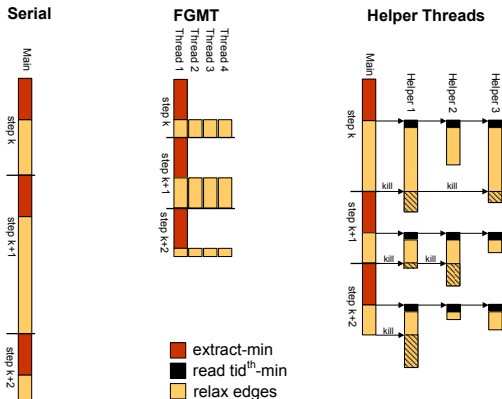 Serial
FGMT
Helper Threads
Main
step k
step k+1
step k+2
Thread 1
Thread 2
Thread 3
Thread 4
step k
step k+1
step k+2
Main
Helper 1
Helper 2
Helper 3
step k
kill
kill
step k+1
kill
kill
step k+2
kill
extract-min
read tidth-min
relax edges